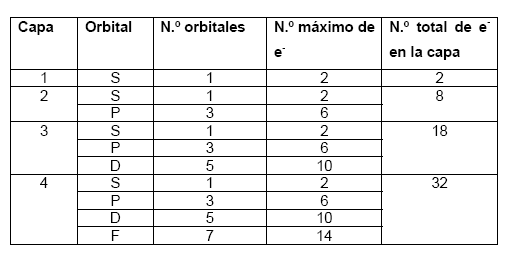 Capa Orbital N.º orbitales N.º máximo de e- N.º total de e- en la capa
1 S 1 2 2
2 S 1 2 8
P 3 6
3 S 1 2 18
P 3 6
D 5 10
4 S 1 2 32
P 3 6
D 5 10
F 7 14